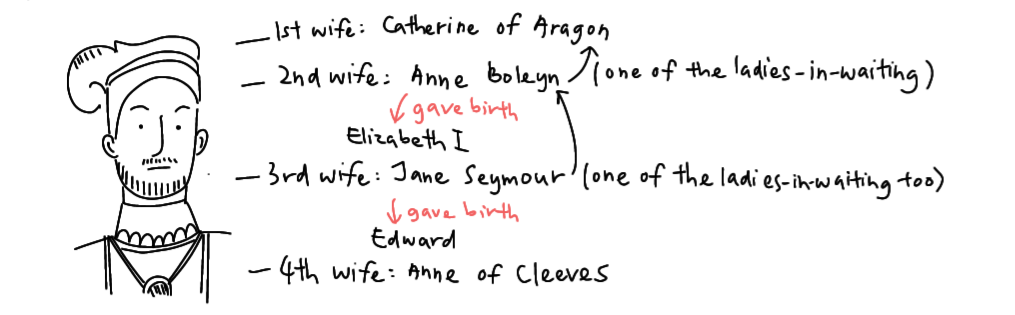 — 1st wife: Catherine of Aragon
— 2nd wife: Anne Boleyn (one of the ladies-in-waiting)
gave birth
Elizabeth I
— 3rd wife: Jane Seymour (one of the ladies-in-waiting too)
gave birth
Edward
— 4th wife: Anne of Cleeves